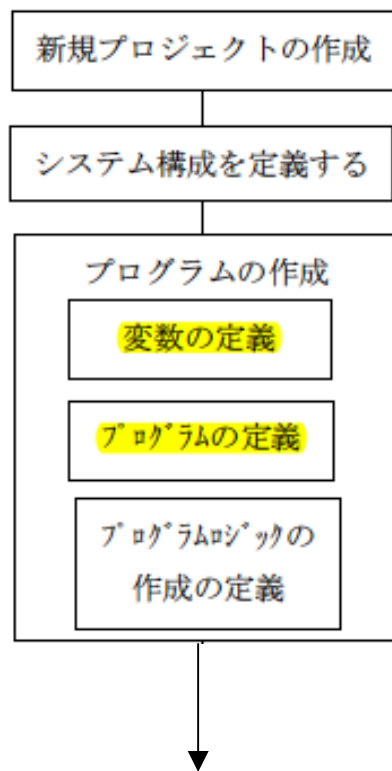 新規プロジェクトの作成
システム構成を定義する
プログラムの作成
変数の定義
ﾌﾟﾛｸﾞﾗﾑの定義
ﾌﾟﾛｸﾞﾗﾑﾛｼﾞｯｸの
作成の定義